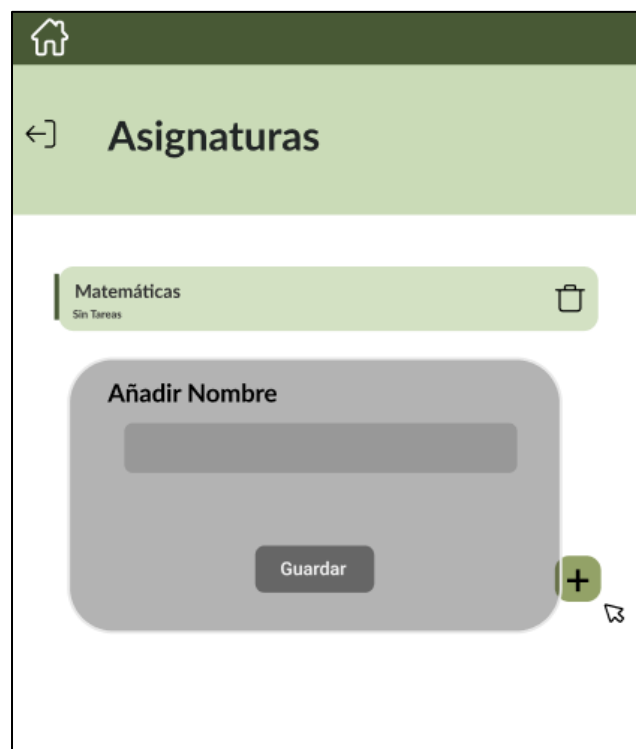 Asignaturas
Matemáticas
Sin Tareas
Añadir Nombre
Guardar
+